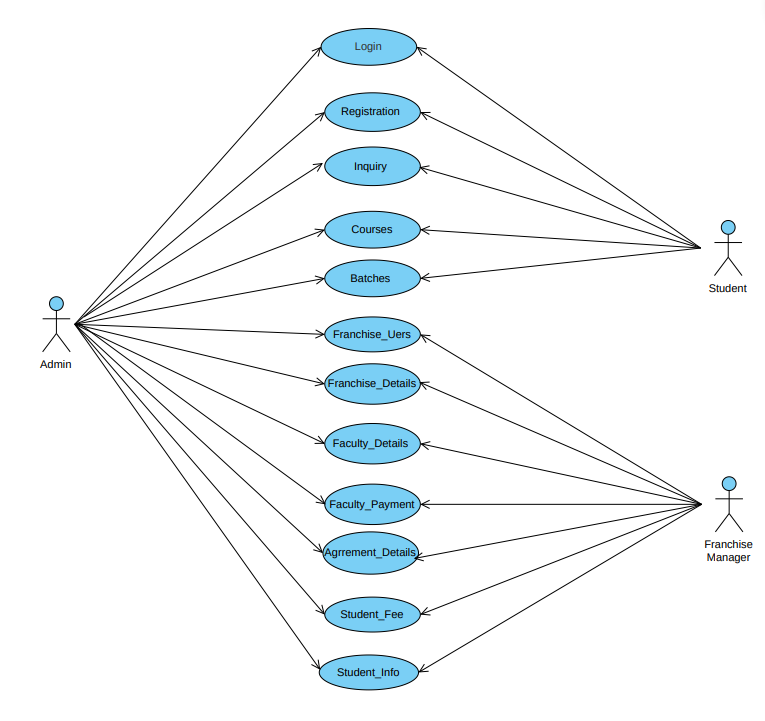 Login
Registration
Inquiry
Courses
Batches
Student
Franchise_Uers
Admin
Franchise_Details
Faculty_Details
Faculty_Payment
Franchise
Manager
Agrrement_Details
Student_Fee
Student_Info